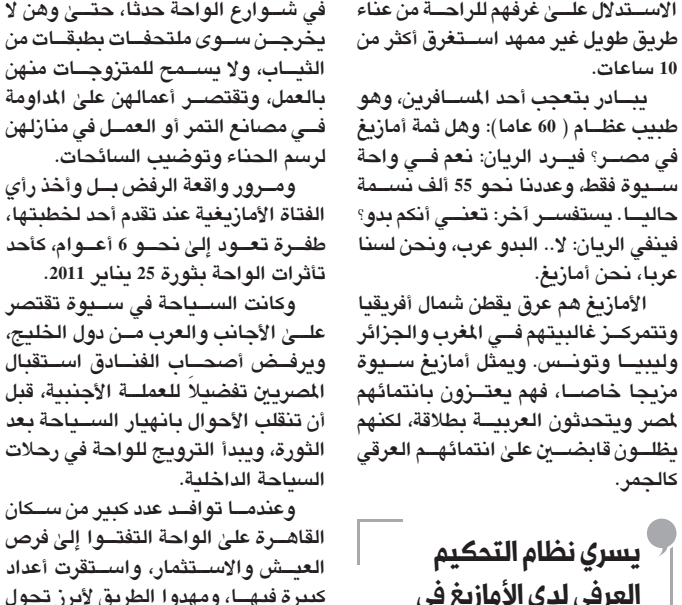 الاستدلال على غرفهم للراحة من عناء
طريق طويل غير ممهد استغرق أكثر من
10 ساعات.
يبادر بتعجب أحد المسافرين، وهو
طبيب عظام ( 60 عاما): وهل ثمة أمازيغ
في مصر؟ فيرد الريان: نعم في واحة
سيوة فقط، وعددنا نحو 55 ألف نسمة
حاليا. يستفسر آخر: تعني أنكم بدو؟
فينفي الريان: لا.. البدو عرب، ونحن لسنا
عربا، نحن أمازيغ.
الأمازيغ هم عرق يقطن شمال أفريقيا
وتتمركز غالبيتهم في المغرب والجزائر
وليبيا وتونس. ويمثل أمازيغ سيوة
مزيجا خاصا، فهم يعتزون بانتمائهم
لمصر ويتحدثون العربية بطلاقة، لكنهم
يظلون قابضين على انتمائهم العرقي
كالجمر.
يسري نظام التحكيم
العرفي لدى الأمازيغ في
في شوارع الواحة حدثا، حتى وهن لا
يخرجن سوى ملتحفات بطبقات من
الثياب، ولا يسمح للمتزوجات منهن
بالعمل، وتقتصر أعمالهن على المداومة
في مصانع التمر أو العمل في منازلهن
لرسم الحناء وتوضيب السائحات.
ومرور واقعة الرفض بل وأخذ رأي
الفتاة الأمازيغية عند تقدم أحد لخطبتها،
طفرة تعود إلى نحو 6 أعوام، كأحد
تأثرات الواحة بثورة 25 يناير 2011.
وكانت السياحة في سيوة تقتصر
على الأجانب والعرب من دول الخليج،
ويرفض أصحاب الفنادق استقبال
المصريين تفضيلاً للعملة الأجنبية، قبل
أن تنقلب الأحوال بانهيار السياحة بعد
الثورة، ويبدأ الترويج للواحة في رحلات
السياحة الداخلية.
وعندما توافد عدد كبير من سكان
القاهرة على الواحة التفتوا إلى فرص
العيش والاستثمار، واستقرت أعداد
كبيرة فيها، ومهدوا الطريق لأبرز تحول